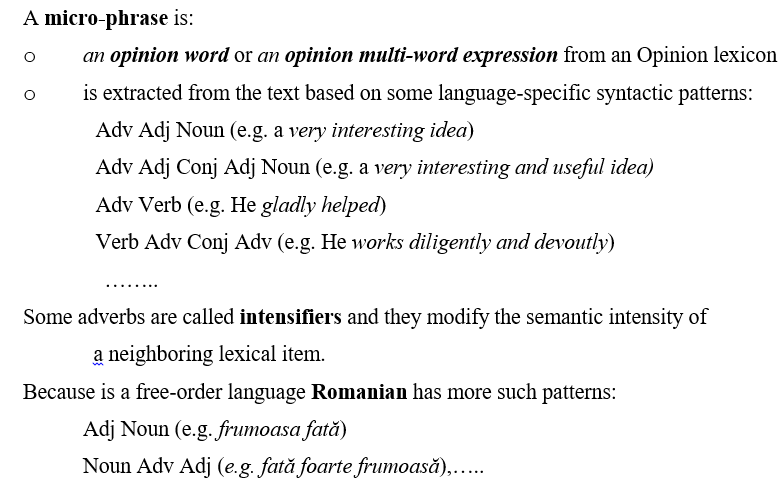 A micro-phrase is:
o an opinion word or an opinion multi-word expression from an Opinion lexicon
o is extracted from the text based on some language-specific syntactic patterns:
Adv Adj Noun (e.g. a very interesting idea)
Adv Adj Conj Adj Noun (e.g. a very interesting and useful idea)
Adv Verb (e.g. He gladly helped)
Verb Adv Conj Adv (e.g. He works diligently and devoutly)
........
Some adverbs are called intensifiers and they modify the semantic intensity of
a neighboring lexical item.
Because is a free-order language Romanian has more such patterns:
Adj Noun (e.g. frumoasa fată)
Noun Adv Adj (e.g. fată foarte frumoasă),.....